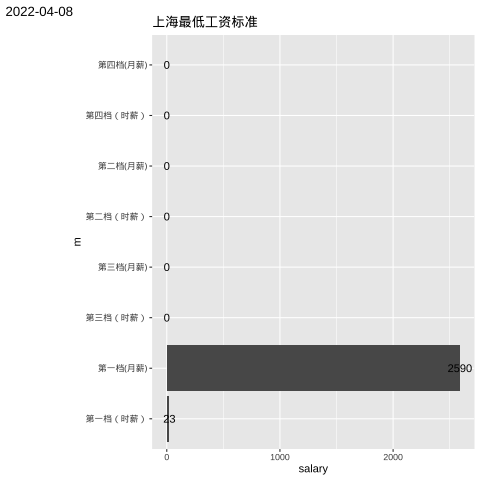 2022-04-08
上海最低工资标准
第四档(月薪)
0
第四档（时薪）
0
第二档(月薪)
0
第二档（时薪）
0
m
第三档(月薪)
0
第三档（时薪）
0
第一档(月薪)
2590
第一档（时薪）
23
0
1000
2000
salary